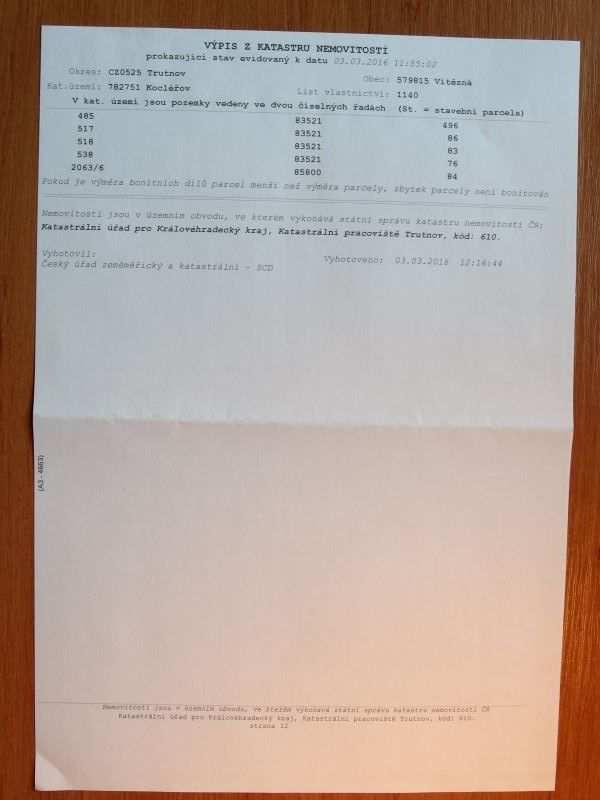 VÝPIS Z KATASTRU NEMOVITOSTÍ
prokazující stav evidovaný k datu 03.03.2016 11:55:02
Okres: CZ0525 Trutnov Obec: 579815 Vítězná
Kat.území: 782751 Kocléřov List vlastnictví: 1140
V kat. území jsou pozemky vedeny ve dvou číselných řadách (St. = stavební parcela)
485 83521 496
517 83521 86
518 83521 83
538 83521 76
2063/6 85800 84
Pokud je výměra bonitních dílů parcel menší než výměra parcely, zbytek parcely není bonitován
Nemovitosti jsou v územním obvodu, ve kterém vykonává státní správu katastru nemovitostí ČR:
Katastrální úřad pro Královéhradecký kraj, Katastrální pracoviště Trutnov, kód: 610.
Vyhotovil: Vyhotoveno: 03.03.2016 12:16:44
Český úřad zeměměřický a katastrální - SCD
(A3 - 4663)
Nemovitosti jsou v územním obvodu, ve kterém vykonává státní správu katastru nemovitostí ČR
Katastrální úřad pro Královéhradecký kraj, Katastrální pracoviště Trutnov, kód: 610.
strana 12